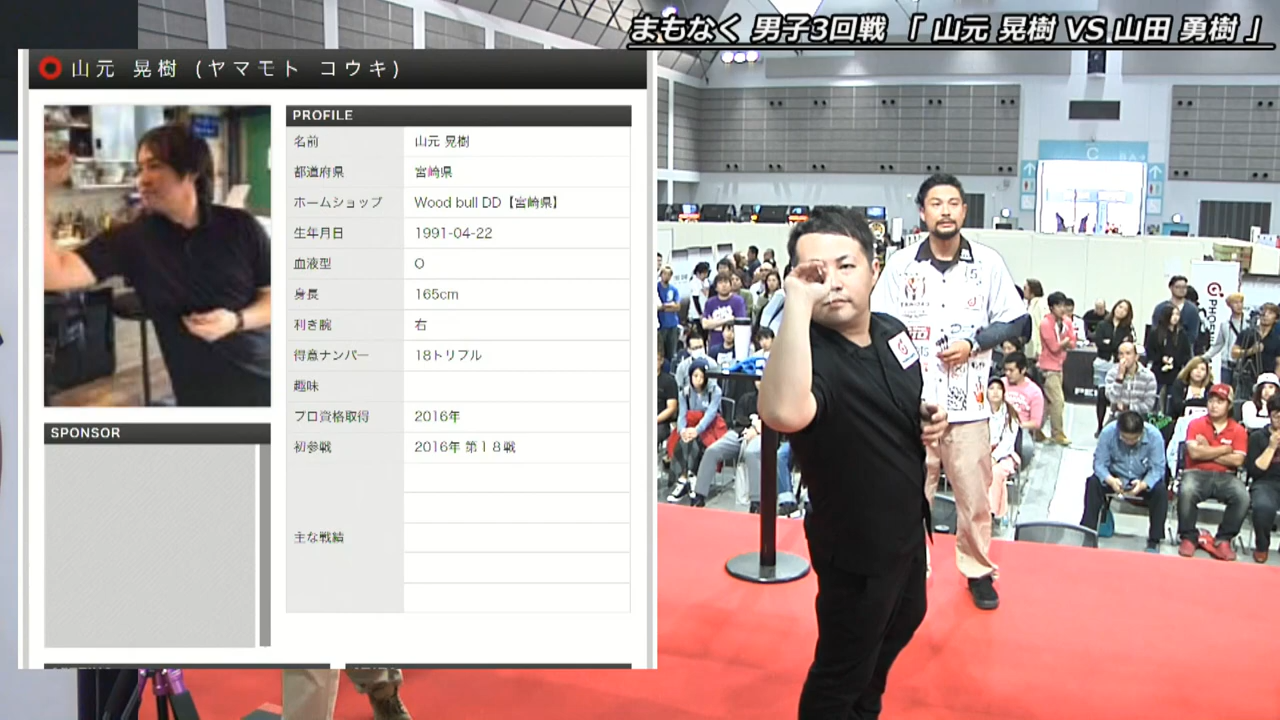 まもなく 男子3回戦 「 山元 晃樹 VS 山田 勇樹 」
山元 晃樹 (ヤマモト コウキ)
PROFILE
名前 山元 晃樹
都道府県 宮崎県
ホームショップ Wood bull DD【宮崎県】
生年月日 1991-04-22
血液型 O
身長 165cm
利き腕 右
得意ナンバー 18トリプル
趣味
プロ資格取得 2016年
初参戦 2016年 第１８戦
主な戦績
SPONSOR
C
5